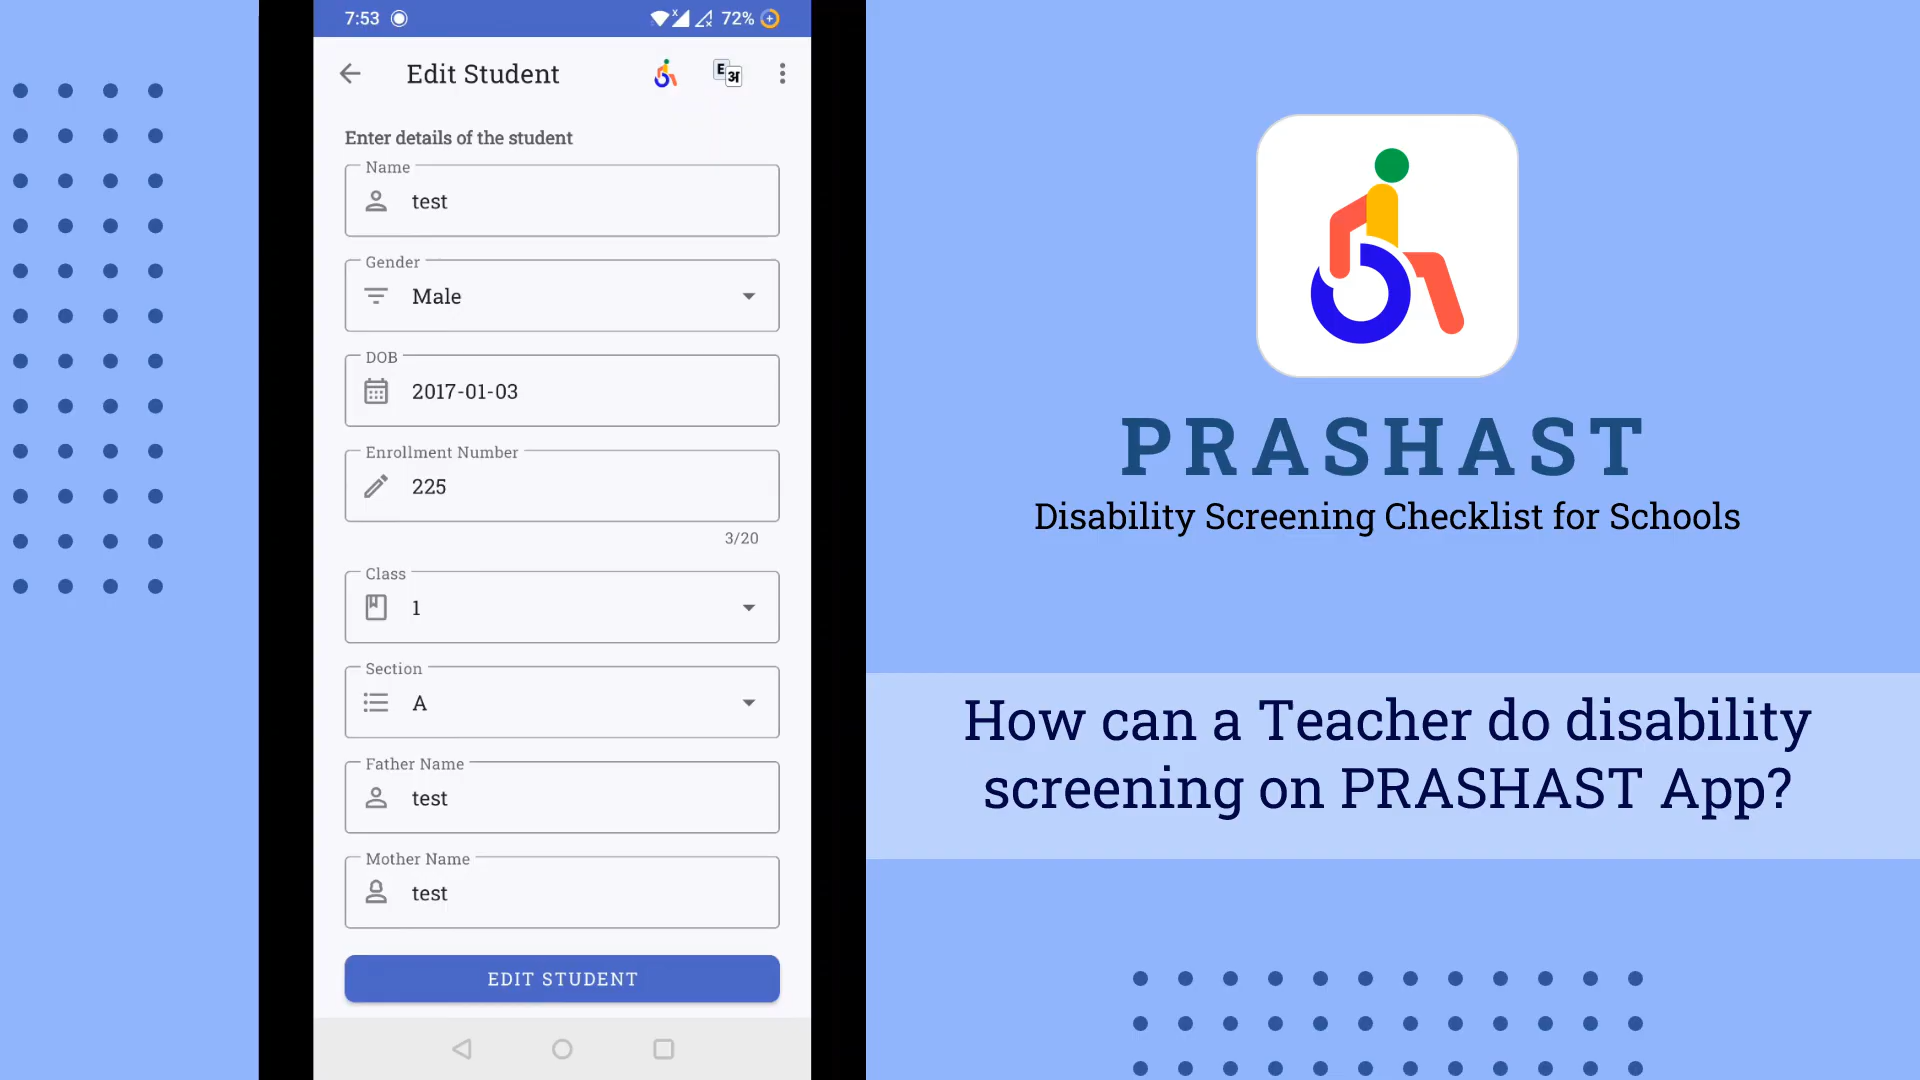 7:53
72%
Edit Student
E अ
Enter details of the student
Name
test
Gender
Male
DOB
2017-01-03
Enrollment Number
225
3/20
Class
1
Section
A
Father Name
test
Mother Name
test
EDIT STUDENT
PRASHAST
Disability Screening Checklist for Schools
How can a Teacher do disability
screening on PRASHAST App?